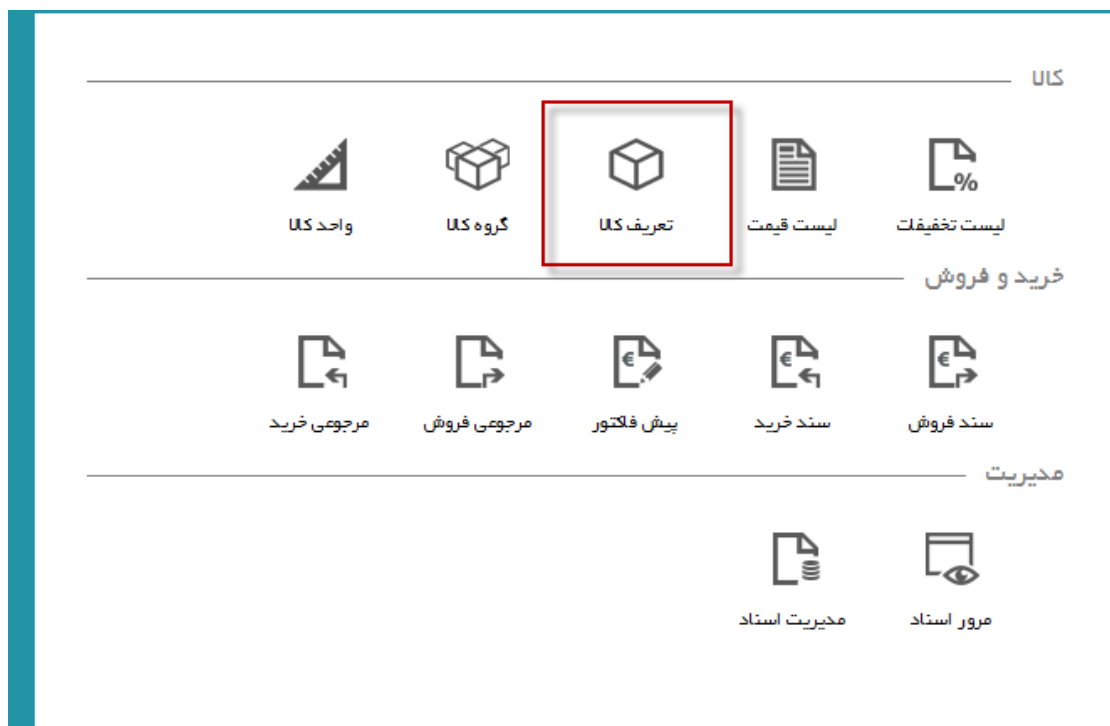 کالا
لیست تخفیفات لیست قیمت تعریف کالا گروه کالا واحد کالا
خرید و فروش
سند فروش سند خرید پیش فاکتور مرجوعی فروش مرجوعی خرید
مدیریت
مرور اسناد مدیریت اسناد